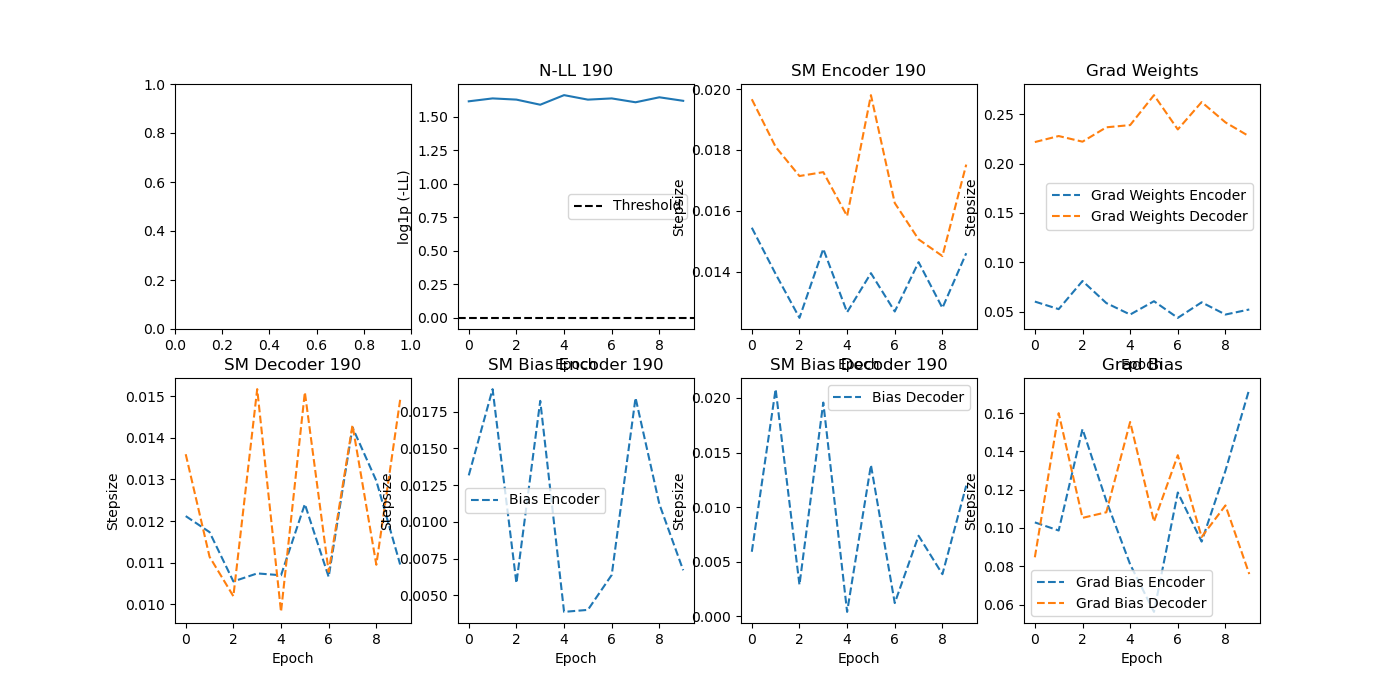 N-LL 190
SM Encoder 190
Grad Weights
1.0
0.8
0.6
0.4
0.2
0.0
0.0 0.2 0.4 0.6 0.8 1.0
log1p (-LL)
1.50
1.25
1.00
0.75
0.50
0.25
0.00
Threshold
0 2 4 6 8
Epoch
Stepsize
0.020
0.018
0.016
0.014
0 2 4 6 8
Epoch
Stepsize
0.25
0.20
0.15
0.10
0.05
Grad Weights Encoder
Grad Weights Decoder
0 2 4 6 8
Epoch
SM Decoder 190
SM Bias Encoder 190
SM Bias Decoder 190
Grad Bias
Stepsize
0.015
0.014
0.013
0.012
0.011
0.010
0 2 4 6 8
Epoch
Stepsize
0.0175
0.0150
0.0125
0.0100
0.0075
0.0050
Bias Encoder
0 2 4 6 8
Epoch
Stepsize
0.020
0.015
0.010
0.005
0.000
Bias Decoder
0 2 4 6 8
Epoch
Stepsize
0.16
0.14
0.12
0.10
0.08
0.06
Grad Bias Encoder
Grad Bias Decoder
0 2 4 6 8
Epoch